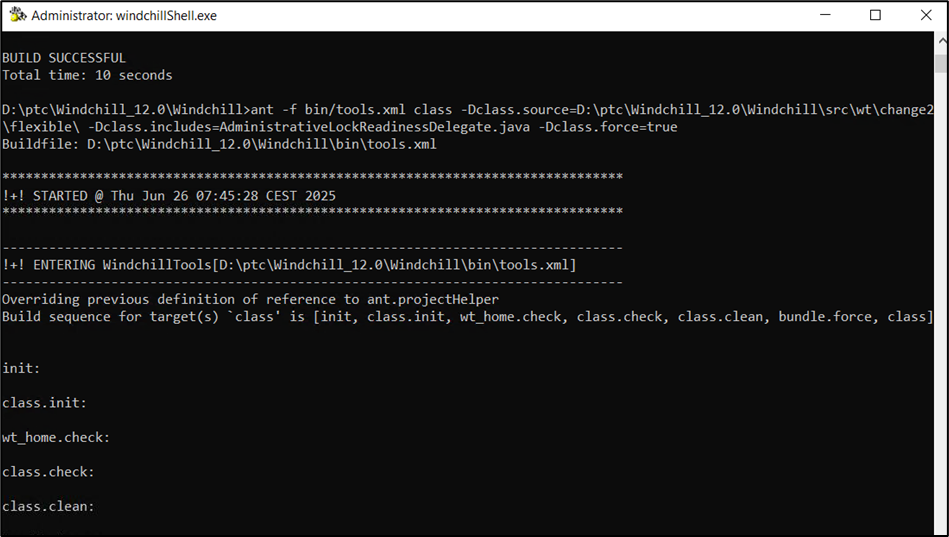 Administrator: windchillShell.exe
BUILD SUCCESSFUL
Total time: 10 seconds
D:\ptc\Windchill_12.0\Windchill>ant -f bin/tools.xml class -Dclass.source=D:\ptc\Windchill_12.0\Windchill\src\wt\change2
\flexible\ -Dclass.includes=AdministrativeLockReadinessDelegate.java -Dclass.force=true
Buildfile: D:\ptc\Windchill_12.0\Windchill\bin\tools.xml
******************************************************************************
!+! STARTED @ Thu Jun 26 07:45:28 CEST 2025
******************************************************************************
------------------------------------------------------------------------------
!+! ENTERING WindchillTools[D:\ptc\Windchill_12.0\Windchill\bin\tools.xml]
------------------------------------------------------------------------------
Overriding previous definition of reference to ant.projectHelper
Build sequence for target(s) `class' is [init, class.init, wt_home.check, class.check, class.clean, bundle.force, class]
init:
class.init:
wt_home.check:
class.check:
class.clean: